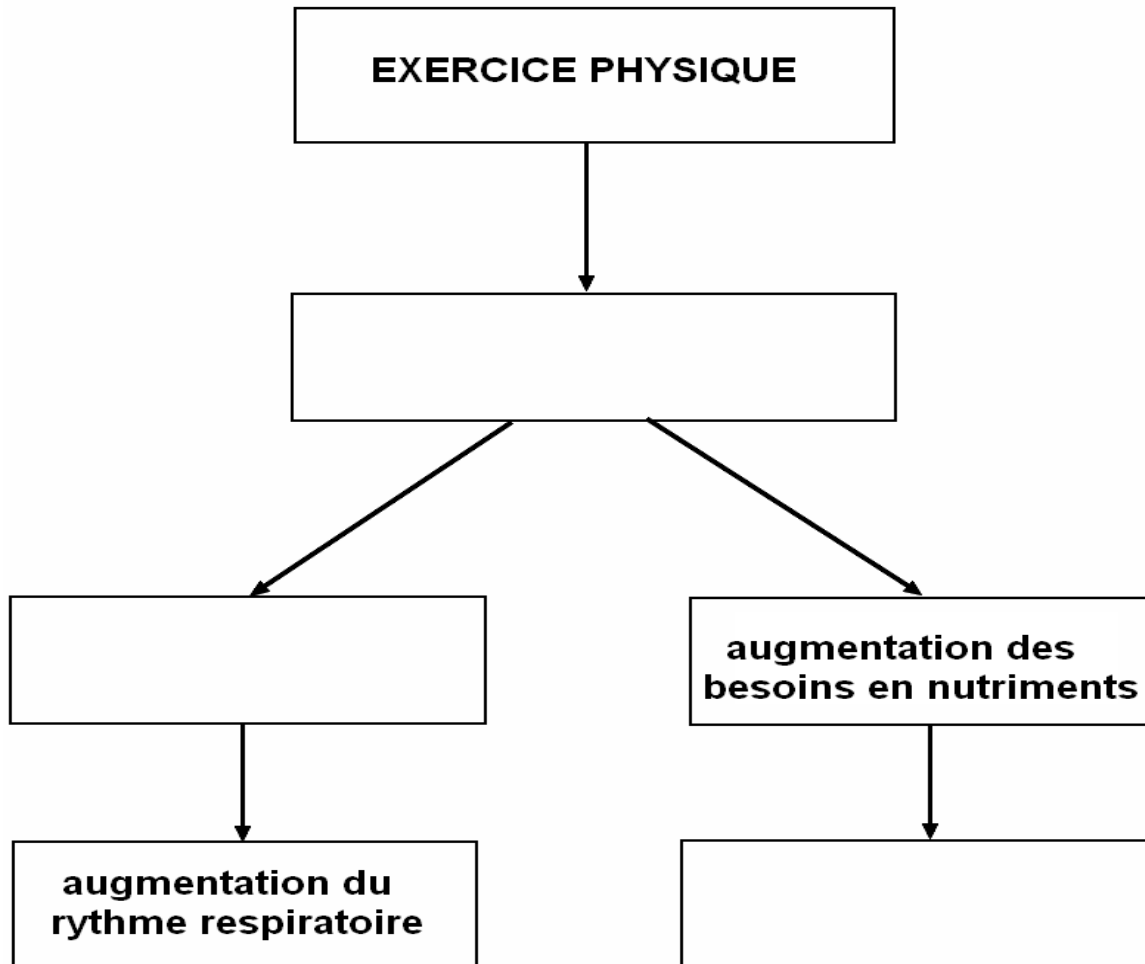 EXERCICE PHYSIQUE
augmentation des
besoins en nutriments
augmentation du
rythme respiratoire